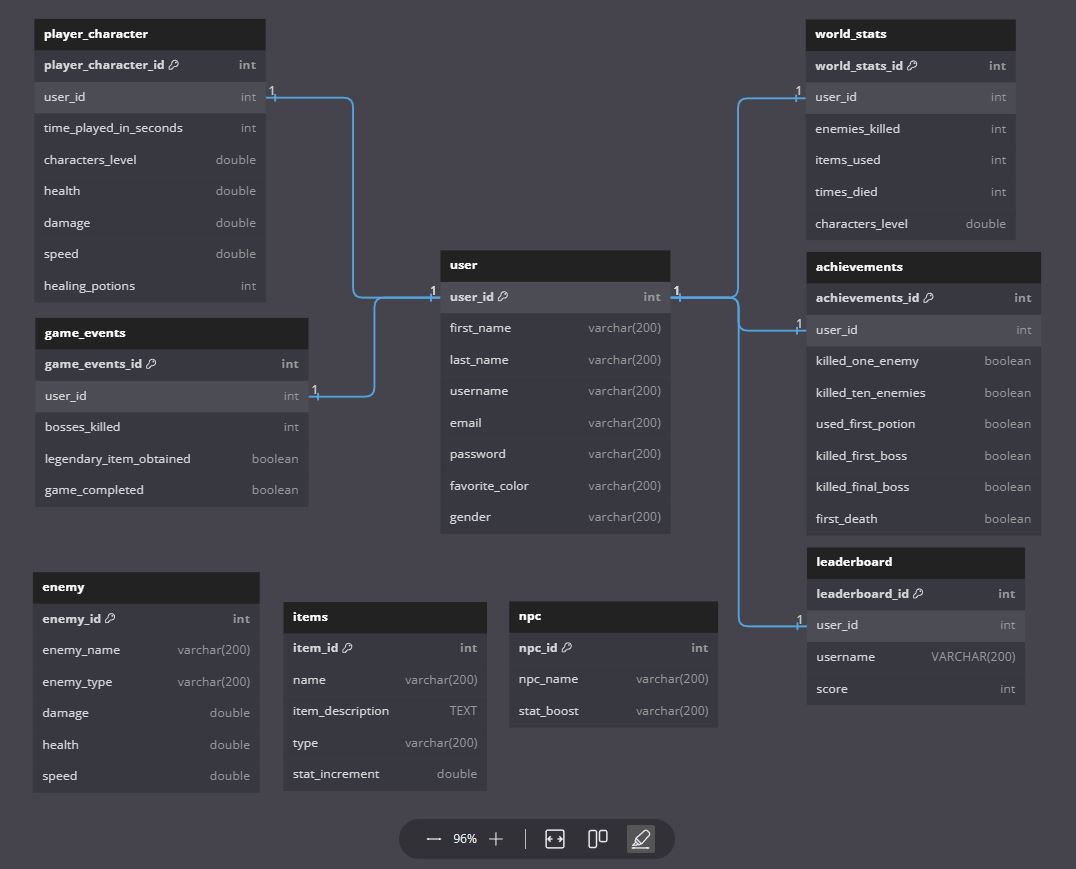 player_character
player_character_id int
user_id int
time_played_in_seconds int
characters_level double
health double
damage double
speed double
healing_potions int
1
game_events
game_events_id int
user_id int
bosses_killed int
legendary_item_obtained boolean
game_completed boolean
1
user
user_id int
first_name varchar(200)
last_name varchar(200)
username varchar(200)
email varchar(200)
password varchar(200)
favorite_color varchar(200)
gender varchar(200)
1
1
world_stats
world_stats_id int
user_id int
enemies_killed int
items_used int
times_died int
characters_level double
1
achievements
achievements_id int
user_id int
killed_one_enemy boolean
killed_ten_enemies boolean
used_first_potion boolean
killed_first_boss boolean
killed_final_boss boolean
first_death boolean
1
leaderboard
leaderboard_id int
user_id int
username VARCHAR(200)
score int
1
enemy
enemy_id int
enemy_name varchar(200)
enemy_type varchar(200)
damage double
health double
speed double
items
item_id int
name varchar(200)
item_description TEXT
type varchar(200)
stat_increment double
npc
npc_id int
npc_name varchar(200)
stat_boost varchar(200)
96%